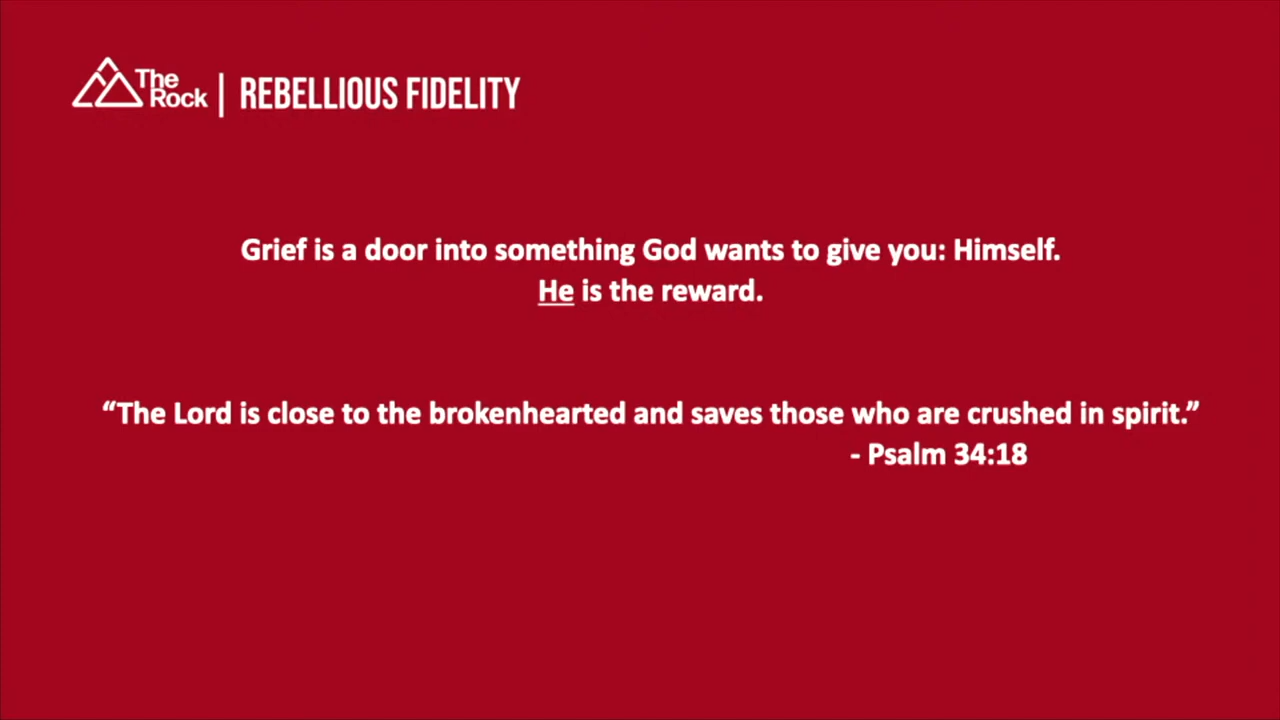 The
Rock | REBELLIOUS FIDELITY
Grief is a door into something God wants to give you: Himself.
He is the reward.
“The Lord is close to the brokenhearted and saves those who are crushed in spirit.”
- Psalm 34:18